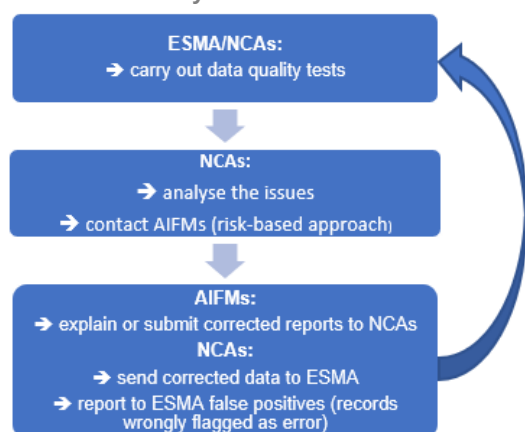 ESMA/NCAs:
➔ carry out data quality tests
NCAs:
➔ analyse the issues
➔ contact AIFMs (risk-based approach)
AIFMs:
➔ explain or submit corrected reports to NCAs
NCAs:
➔ send corrected data to ESMA
➔ report to ESMA false positives (records
wrongly flagged as error)